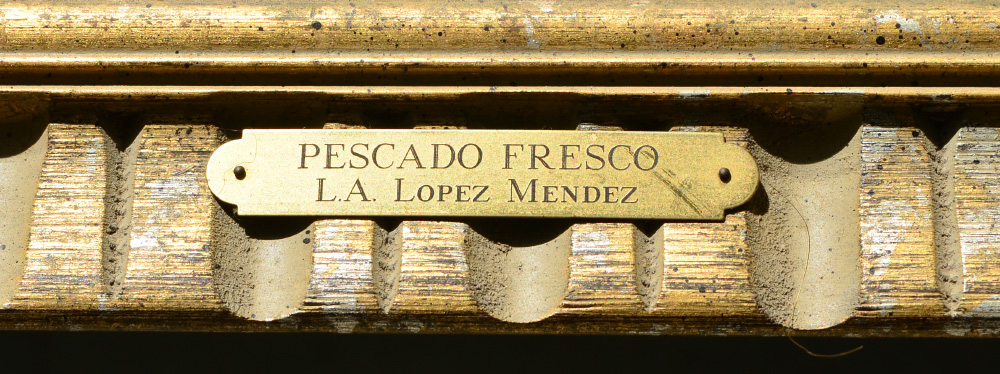 PESCADO FRESCO
L.A. LOPEZ MENDEZ